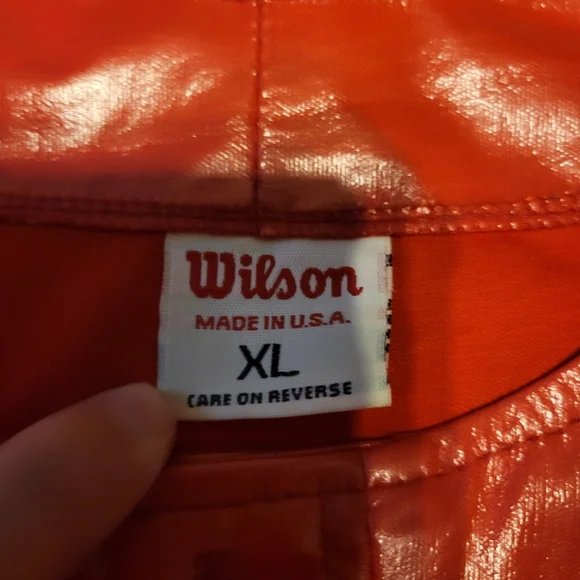 Wilson
MADE IN U.S.A.
XL
CARE ON REVERSE